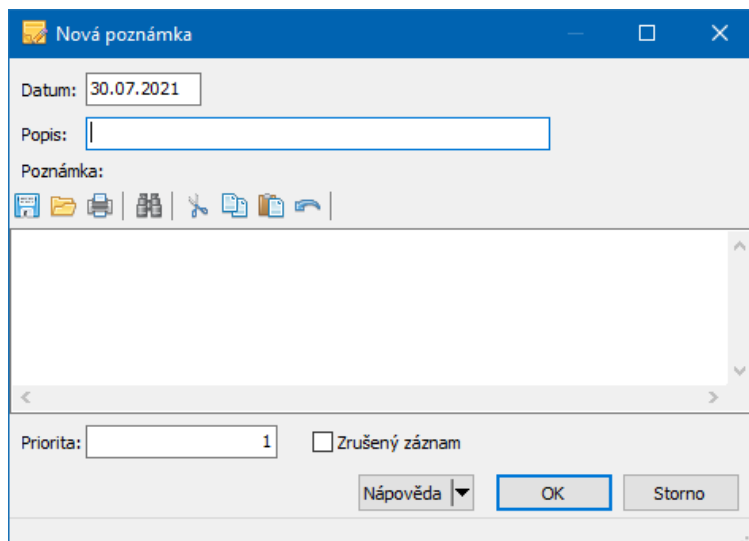 Nová poznámka
Datum: 30.07.2021
Popis:
Poznámka:
Priorita: 1 Zrušený záznam
Nápověda OK Storno